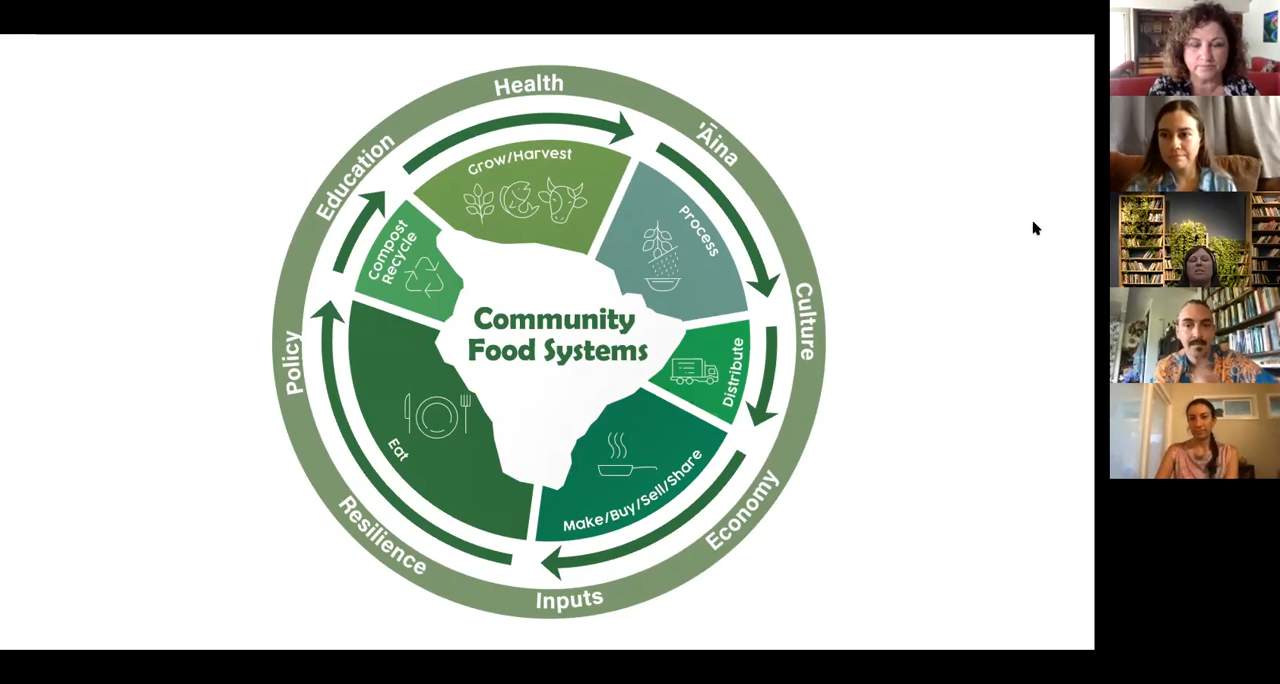 Health
'Āina
Culture
Economy
Inputs
Resilience
Policy
Education
Grow/Harvest
Process
Distribute
Make/Buy/Sell/Share
Eat
Compost
Recycle
Community
Food Systems